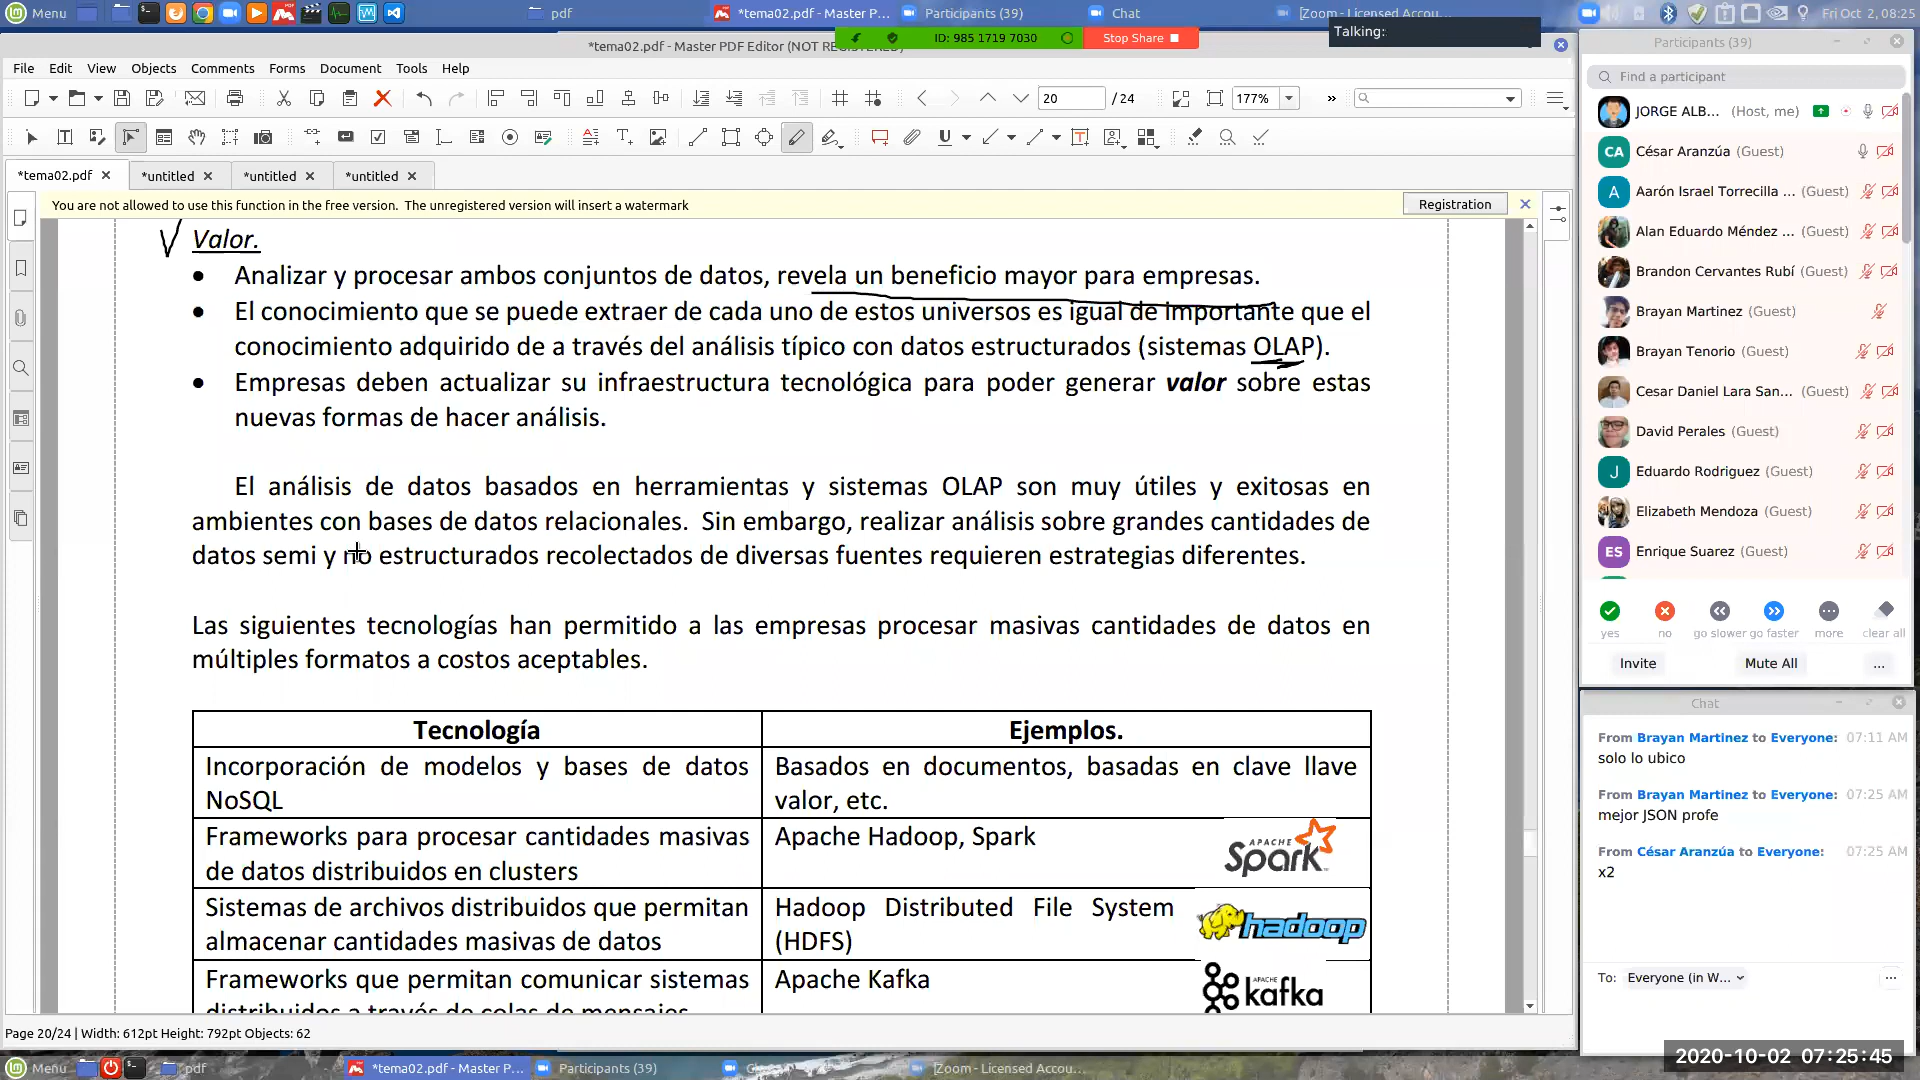 Menu
pdf
*tema02.pdf - Master P...
Participants (39)
Chat
[Zoom - Licensed Accou...
Fri Oct 2, 08:25
*tema02.pdf - Master PDF Editor (NOT REGISTERED)
ID: 985 1719 7030
Stop Share
Talking:
File Edit View Objects Comments Forms Document Tools Help
20 / 24
177%
*tema02.pdf
*untitled
*untitled
*untitled
You are not allowed to use this function in the free version. The unregistered version will insert a watermark
Registration
Valor.
• Analizar y procesar ambos conjuntos de datos, revela un beneficio mayor para empresas.
• El conocimiento que se puede extraer de cada uno de estos universos es igual de importante que el
conocimiento adquirido de a través del análisis típico con datos estructurados (sistemas OLAP).
• Empresas deben actualizar su infraestructura tecnológica para poder generar valor sobre estas
nuevas formas de hacer análisis.
El análisis de datos basados en herramientas y sistemas OLAP son muy útiles y exitosas en
ambientes con bases de datos relacionales. Sin embargo, realizar análisis sobre grandes cantidades de
datos semi y no estructurados recolectados de diversas fuentes requieren estrategias diferentes.
Las siguientes tecnologías han permitido a las empresas procesar masivas cantidades de datos en
múltiples formatos a costos aceptables.
Tecnología
Ejemplos.
Incorporación de modelos y bases de datos
NoSQL
Basados en documentos, basadas en clave llave
valor, etc.
Frameworks para procesar cantidades masivas
de datos distribuidos en clusters
Apache Hadoop, Spark
APACHE
Spark
Sistemas de archivos distribuidos que permitan
almacenar cantidades masivas de datos
Hadoop Distributed File System
(HDFS)
hadoop
Frameworks que permitan comunicar sistemas
distribuidos a través de colas de mensajes
Apache Kafka
APACHE
kafka
Page 20/24 | Width: 612pt Height: 792pt Objects: 62
Participants (39)
Find a participant
JORGE ALB... (Host, me)
CA César Aranzúa (Guest)
A Aarón Israel Torrecilla ... (Guest)
Alan Eduardo Méndez ... (Guest)
Brandon Cervantes Rubí (Guest)
Brayan Martinez (Guest)
Brayan Tenorio (Guest)
Cesar Daniel Lara San... (Guest)
David Perales (Guest)
J Eduardo Rodriguez (Guest)
Elizabeth Mendoza (Guest)
ES Enrique Suarez (Guest)
yes no go slower go faster more clear all
Invite
Mute All
...
Chat
From Brayan Martinez to Everyone: 07:11 AM
solo lo ubico
From Brayan Martinez to Everyone: 07:25 AM
mejor JSON profe
From César Aranzúa to Everyone: 07:25 AM
x2
To: Everyone (in W...
Menu
pdf
*tema02.pdf - Master P...
Participants (39)
[Zoom - Licensed Accou...
2020-10-02 07:25:45